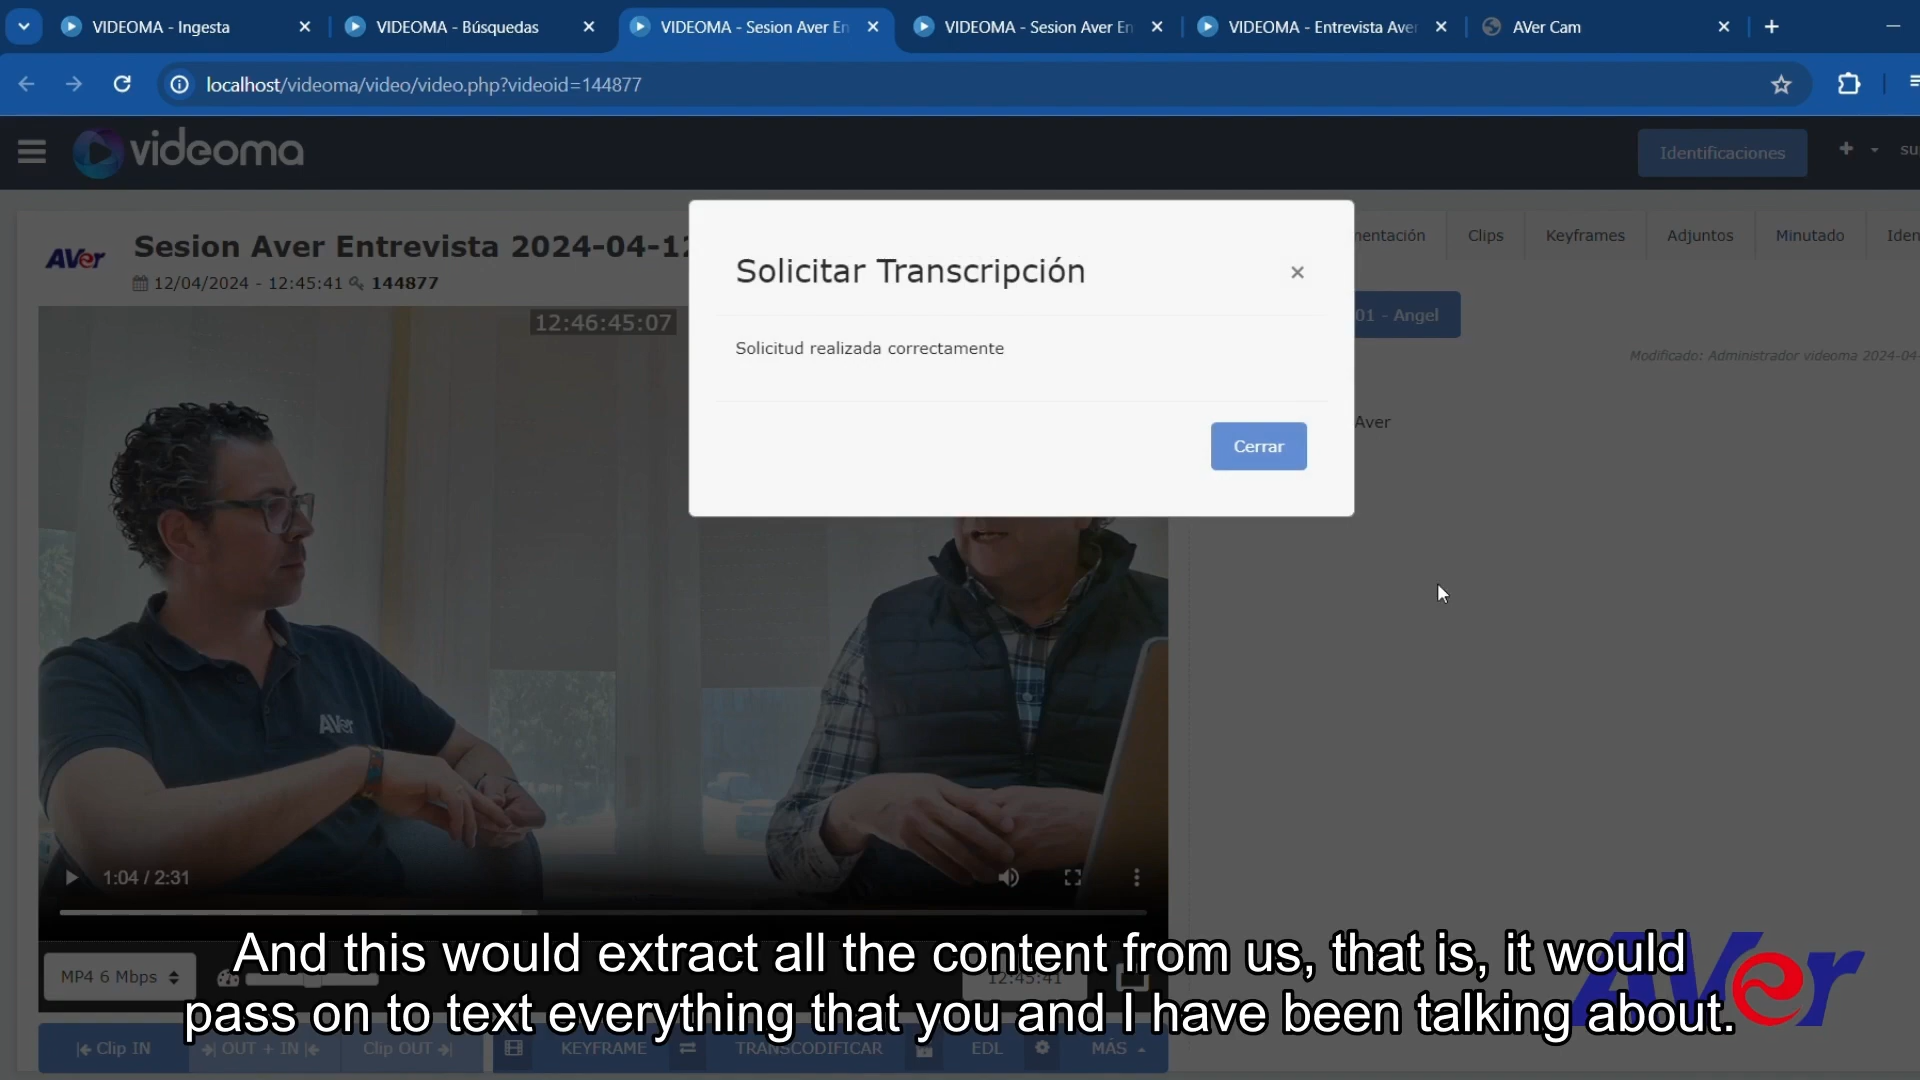 VIDEOMA - Ingesta
VIDEOMA - Búsquedas
VIDEOMA - Sesion Aver En
VIDEOMA - Sesion Aver En
VIDEOMA - Entrevista Aver
AVer Cam
localhost/videoma/video/video.php?videoid=144877
videoma
Identificaciones
AVer
Sesion Aver Entrevista 2024-04-12
12/04/2024 - 12:45:41 144877
12:46:45:07
Solicitar Transcripción
Solicitud realizada correctamente
Cerrar
Clips
Keyframes
Adjuntos
Minutado
01 - Angel
Modificado: Administrador videoma 2024-04-
Aver
AVer
1:04 / 2:31
MP4 6 Mbps
12:45:41
And this would extract all the content from us, that is, it would
pass on to text everything that you and I have been talking about.
AVer
Clip IN
OUT + IN
Clip OUT
KEYFRAME
TRANSCODIFICAR
EDL
MÁS